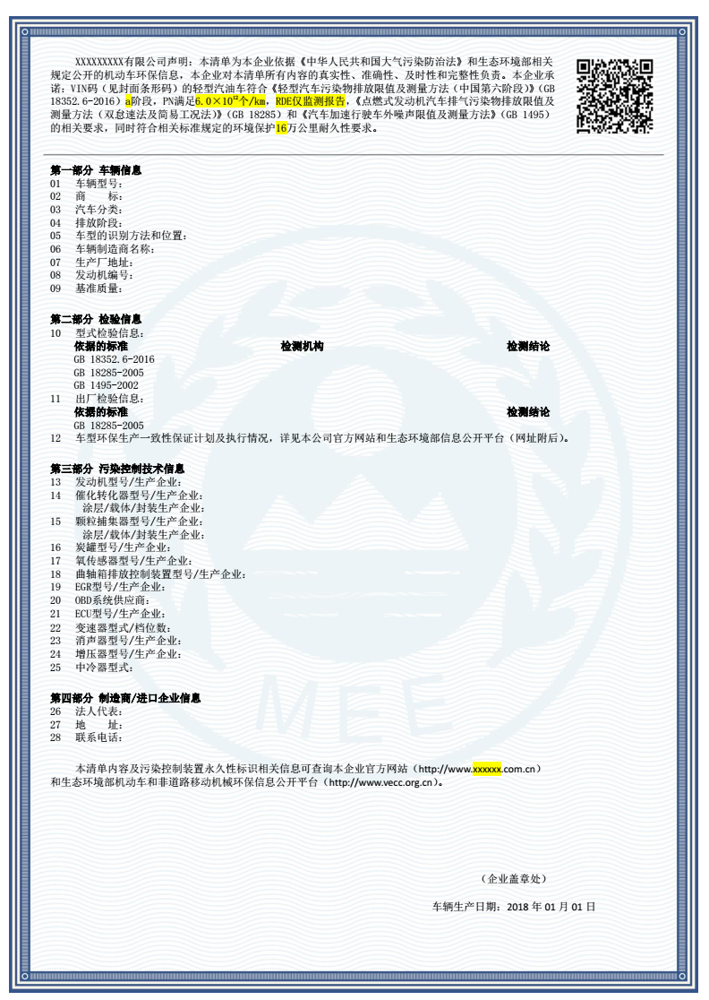 XXXXXXXXX有限公司声明：本清单为本企业依据《中华人民共和国大气污染防治法》和生态环境部相关
规定公开的机动车环保信息，本企业对本清单所有内容的真实性、准确性、及时性和完整性负责。本企业承
诺：VIN码（见封面条形码）的轻型汽油车符合《轻型汽车污染物排放限值及测量方法（中国第六阶段）》（GB
18352.6-2016）a阶段，PN满足6.0×10¹²个/km，RDE仅监测报告，《点燃式发动机汽车排气污染物排放限值及
测量方法（双怠速法及简易工况法）》（GB 18285）和《汽车加速行驶车外噪声限值及测量方法》（GB 1495）
的相关要求，同时符合相关标准规定的环境保护16万公里耐久性要求。
第一部分 车辆信息
01 车辆型号：
02 商 标：
03 汽车分类：
04 排放阶段：
05 车型的识别方法和位置：
06 车辆制造商名称：
07 生产厂地址：
08 发动机编号：
09 基准质量：
第二部分 检验信息
10 型式检验信息：
依据的标准 检测机构 检测结论
GB 18352.6-2016
GB 18285-2005
GB 1495-2002
11 出厂检验信息：
依据的标准 检测结论
GB 18285-2005
12 车型环保生产一致性保证计划及执行情况，详见本公司官方网站和生态环境部信息公开平台（网址附后）。
第三部分 污染控制技术信息
13 发动机型号/生产企业：
14 催化转化器型号/生产企业：
涂层/载体/封装生产企业：
15 颗粒捕集器型号/生产企业：
涂层/载体/封装生产企业：
16 炭罐型号/生产企业：
17 氧传感器型号/生产企业：
18 曲轴箱排放控制装置型号/生产企业：
19 EGR型号/生产企业：
20 OBD系统供应商：
21 ECU型号/生产企业：
22 变速器型式/档位数：
23 消声器型号/生产企业：
24 增压器型号/生产企业：
25 中冷器型式：
第四部分 制造商/进口企业信息
26 法人代表：
27 地 址：
28 联系电话：
MEE
本清单内容及污染控制装置永久性标识相关信息可查询本企业官方网站（http://www.xxxxxx.com.cn）
和生态环境部机动车和非道路移动机械环保信息公开平台（http://www.vecc.org.cn）。
（企业盖章处）
车辆生产日期：2018 年 01 月 01 日